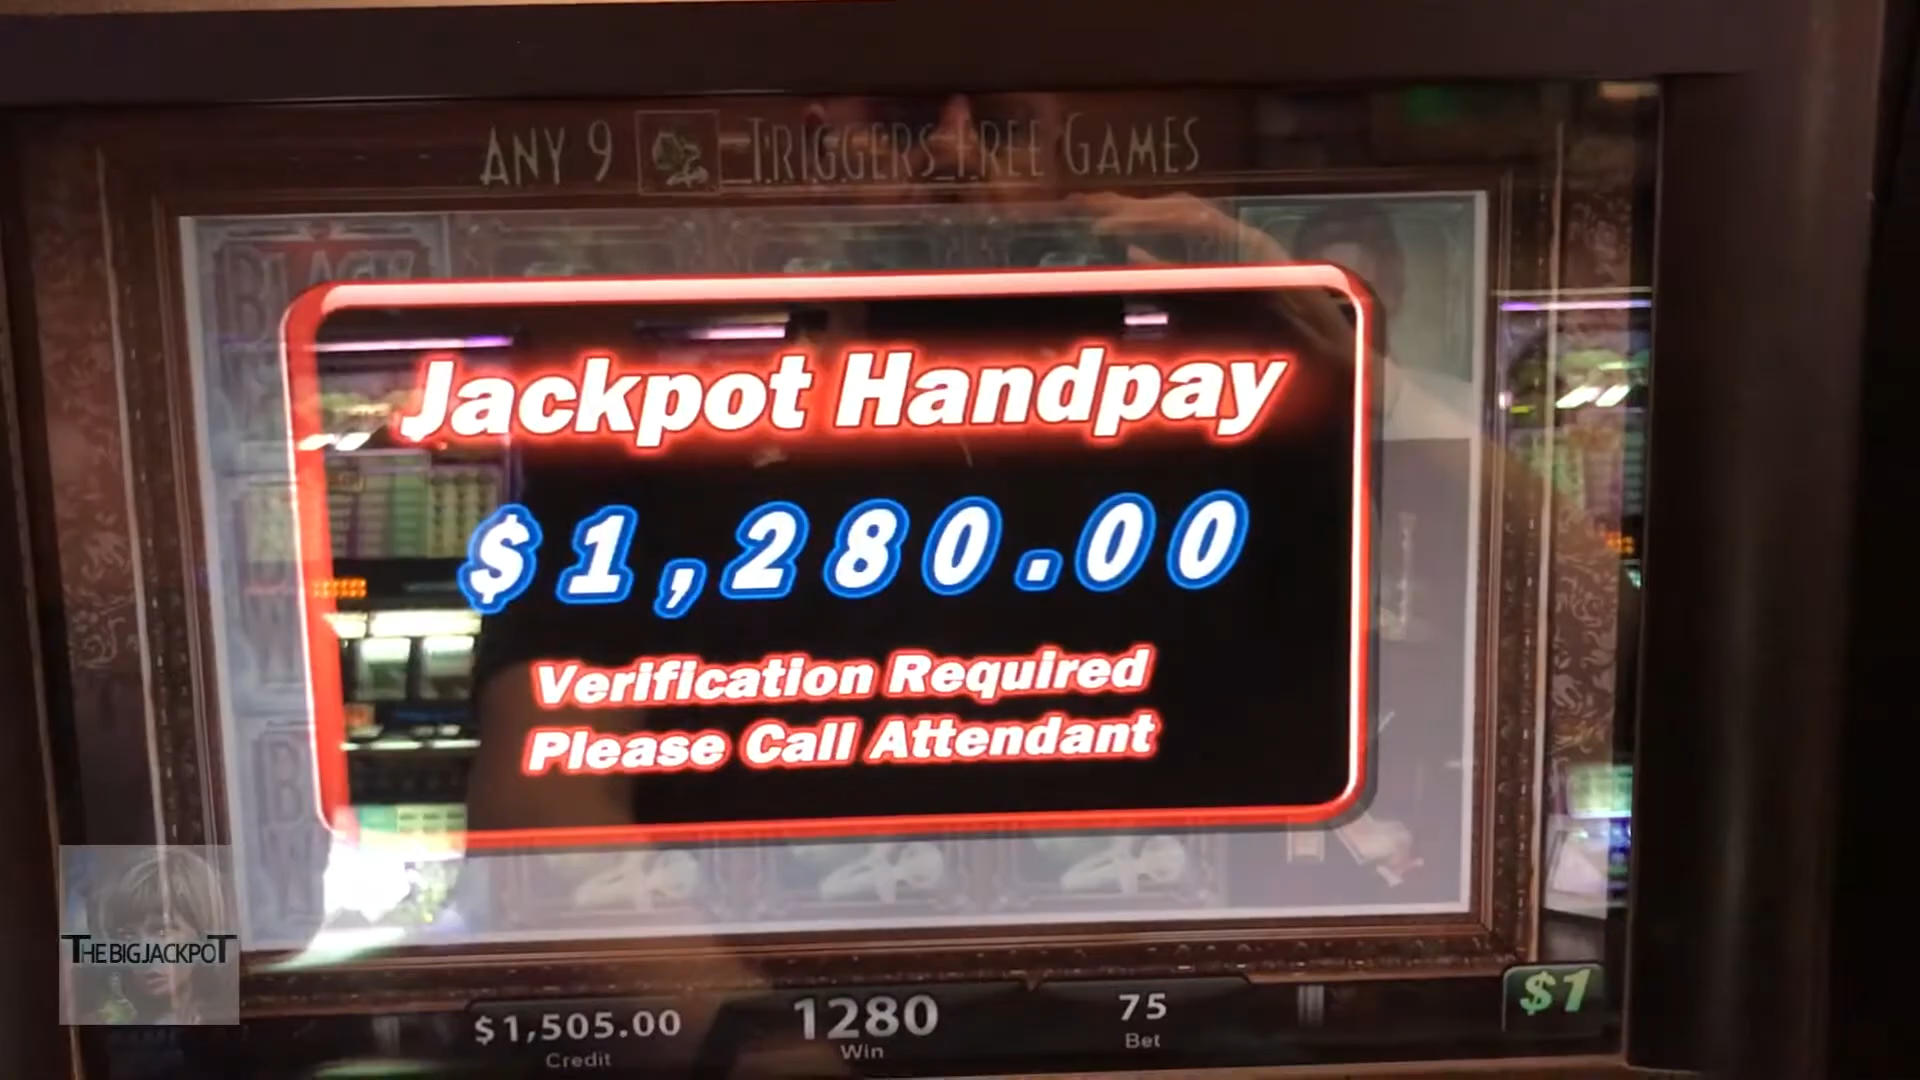 ANY 9 TRIGGERS FREE GAMES
BLACK
Jackpot Handpay
$1,280.00
Verification Required
Please Call Attendant
THEBIGJACKPOT
$1,505.00
Credit
1280
Win
75
Bet
$1